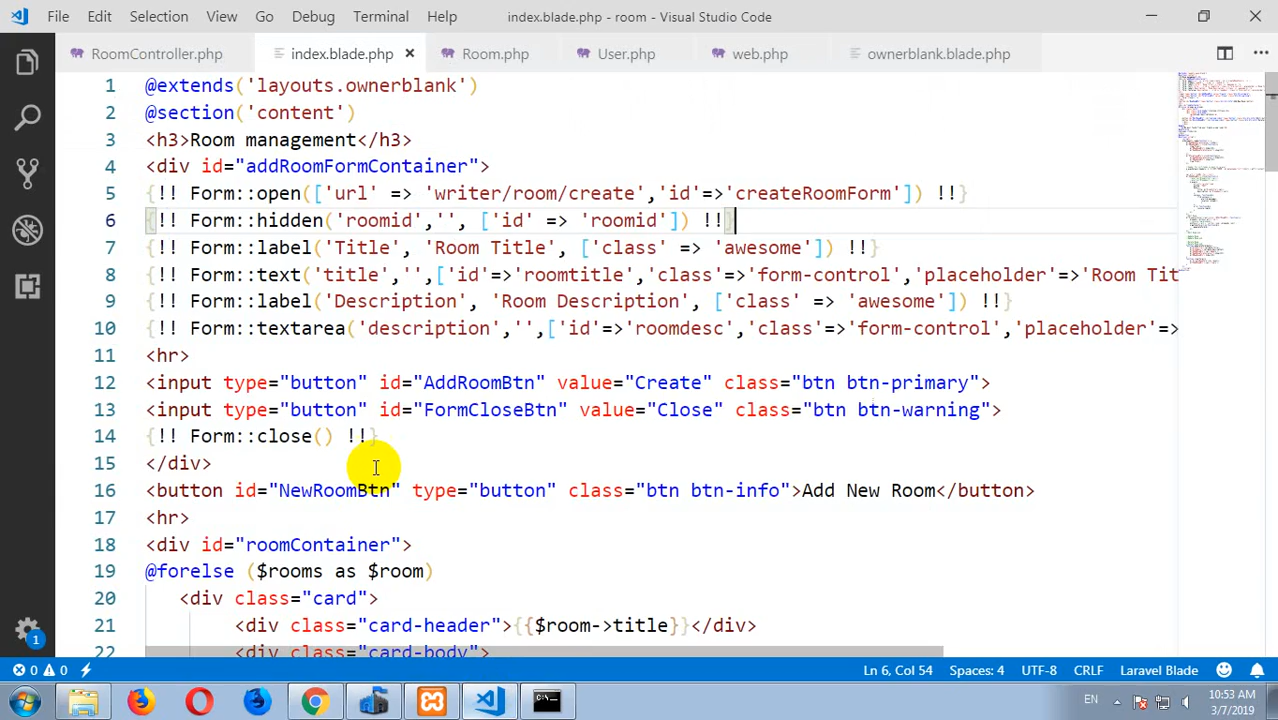 File Edit Selection View Go Debug Terminal Help index.blade.php - room - Visual Studio Code
RoomController.php index.blade.php × Room.php User.php web.php ownerblank.blade.php
1 @extends('layouts.ownerblank')
2 @section('content')
3 <h3>Room management</h3>
4 <div id="addRoomFormContainer">
5 {!! Form::open(['url' => 'writer/room/create','id'=>'createRoomForm']) !!}
6 {!! Form::hidden('roomid','', ['id' => 'roomid']) !!}
7 {!! Form::label('Title', 'Room Title', ['class' => 'awesome']) !!}
8 {!! Form::text('title','',['id'=>'roomtitle','class'=>'form-control','placeholder'=>'Room Tit
9 {!! Form::label('Description', 'Room Description', ['class' => 'awesome']) !!}
10 {!! Form::textarea('description','',['id'=>'roomdesc','class'=>'form-control','placeholder'=>
11 <hr>
12 <input type="button" id="AddRoomBtn" value="Create" class="btn btn-primary">
13 <input type="button" id="FormCloseBtn" value="Close" class="btn btn-warning">
14 {!! Form::close() !!}
15 </div>
16 <button id="NewRoomBtn" type="button" class="btn btn-info">Add New Room</button>
17 <hr>
18 <div id="roomContainer">
19 @forelse ($rooms as $room)
20 <div class="card">
21 <div class="card-header">{{$room->title}}</div>
22 <div class="card-body">
0 0 Ln 6, Col 54 Spaces: 4 UTF-8 CRLF Laravel Blade
1
EN 10:53 AM
3/7/2019